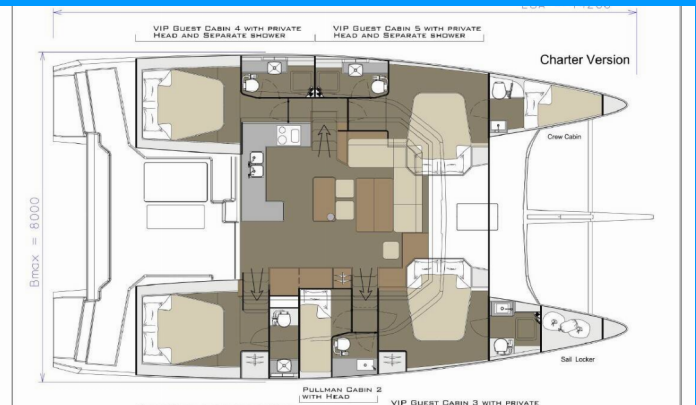 VIP Guest Cabin 4 with private
Head and Separate shower
VIP Guest Cabin 5 with private
Head and Separate shower
Charter Version
Crew Cabin
Bmax = 8000
Sail Locker
Pullman Cabin 2
with Head
VIP Guest Cabin 3 with private